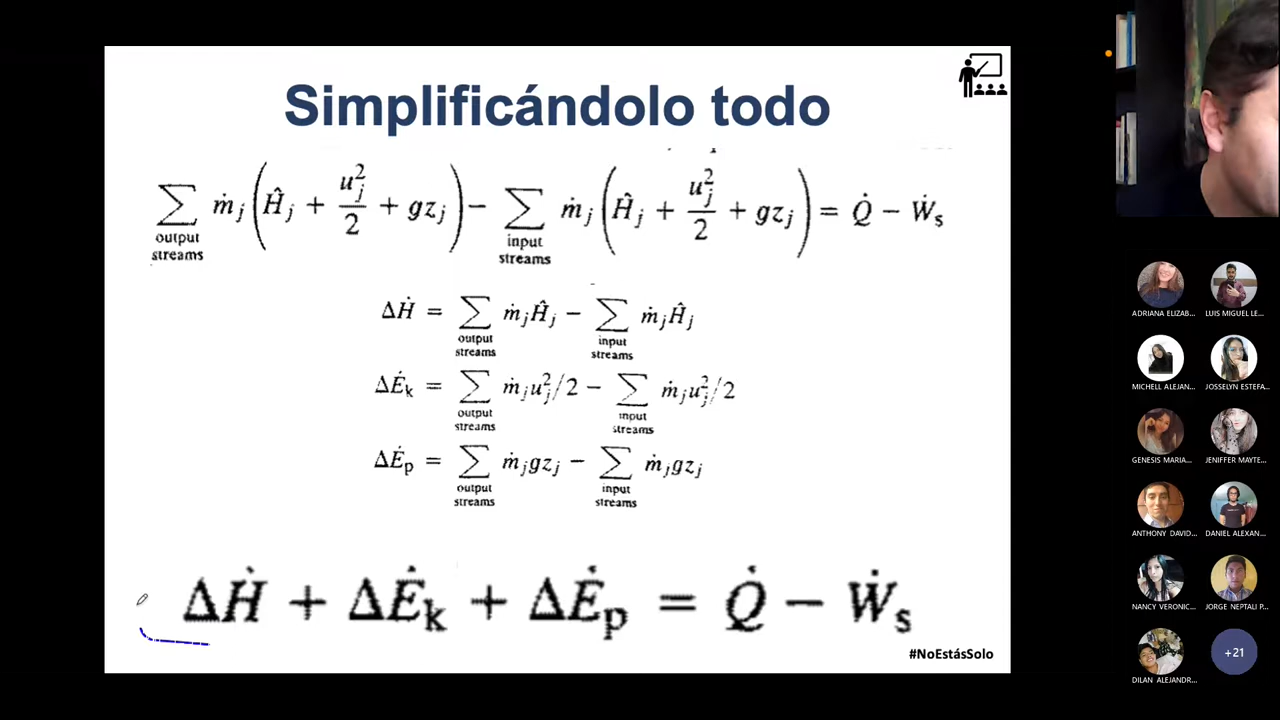 Simplificándolo todo
∑ ṁj(Ĥj + uj²/2 + gzj) − ∑ ṁj(Ĥj + uj²/2 + gzj) = Q̇ − Ẇs
output streams input streams
ΔḢ = ∑ ṁjĤj − ∑ ṁjĤj
output streams input streams
ΔĖk = ∑ ṁjuj²/2 − ∑ ṁjuj²/2
output streams input streams
ΔĖp = ∑ ṁjgzj − ∑ ṁjgzj
output streams input streams
ΔḢ + ΔĖk + ΔĖp = Q̇ − Ẇs
#NoEstásSolo
ADRIANA ELIZAB...
LUIS MIGUEL LE...
MICHELL ALEJAN...
JOSSELYN ESTEFA...
GENESIS MARIA...
JENIFFER MAYTE...
ANTHONY DAVID...
DANIEL ALEXAN...
NANCY VERONIC...
JORGE NEPTALI P...
DILAN ALEJANDR...
+21